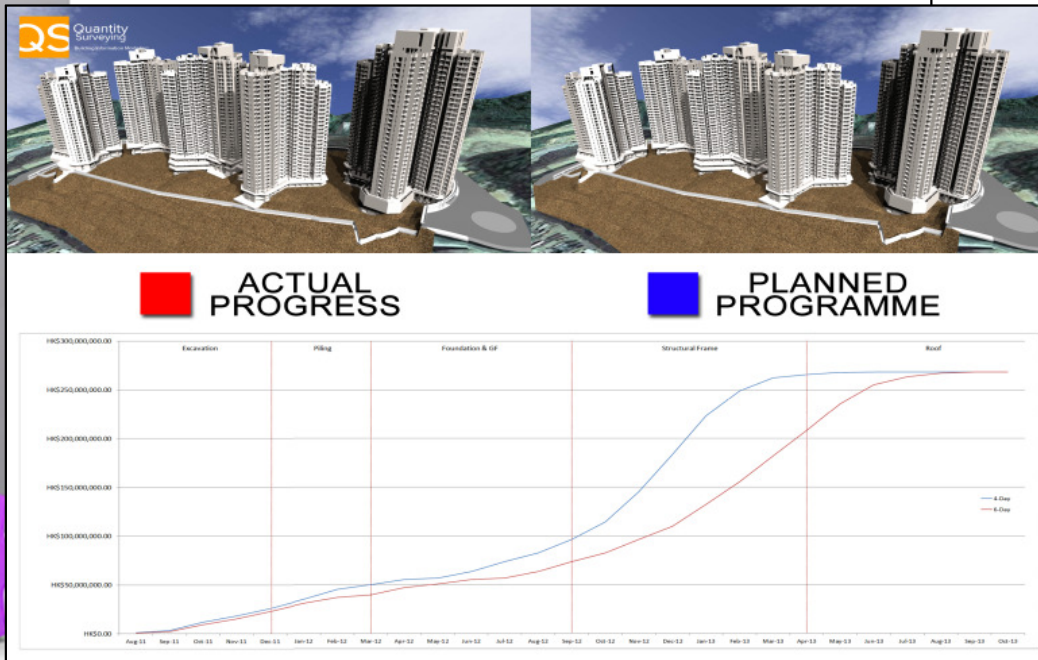 QS Quantity
Surveying
ACTUAL
PROGRESS
PLANNED
PROGRAMME
HK$300,000,000.00
Excavation
Piling
Foundation & GF
Structural Frame
Roof
HK$250,000,000.00
HK$200,000,000.00
HK$150,000,000.00
4-Day
6-Day
HK$100,000,000.00
HK$50,000,000.00
HK$0.00
Aug-11 Sep-11 Oct-11 Nov-11 Dec-11 Jan-12 Feb-12 Mar-12 Apr-12 May-12 Jun-12 Jul-12 Aug-12 Sep-12 Oct-12 Nov-12 Dec-12 Jan-13 Feb-13 Mar-13 Apr-13 May-13 Jun-13 Jul-13 Aug-13 Sep-13 Oct-13